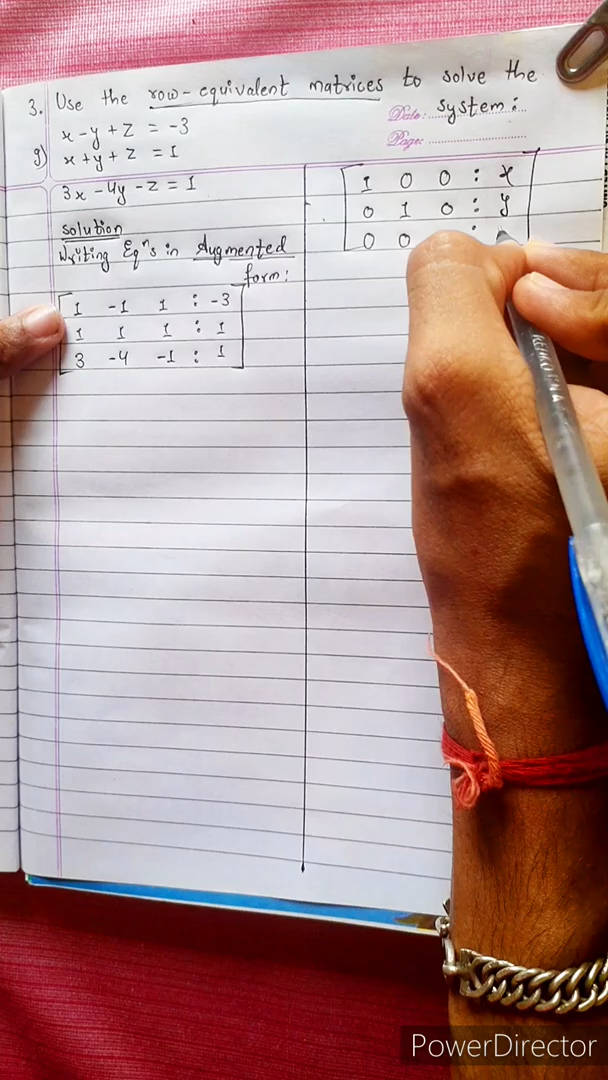 3. Use the row-equivalent matrices to solve the
system:
Date:
Page:
g) x - y + z = -3
x + y + z = 1
3x - 4y - z = 1
solution
Writing Eqⁿs in Augmented
form:
1 -1 1 : -3
1 1 1 : 1
3 -4 -1 : 1
1 0 0 : x
0 1 0 : y
0 0 :
RENKO
PowerDirector